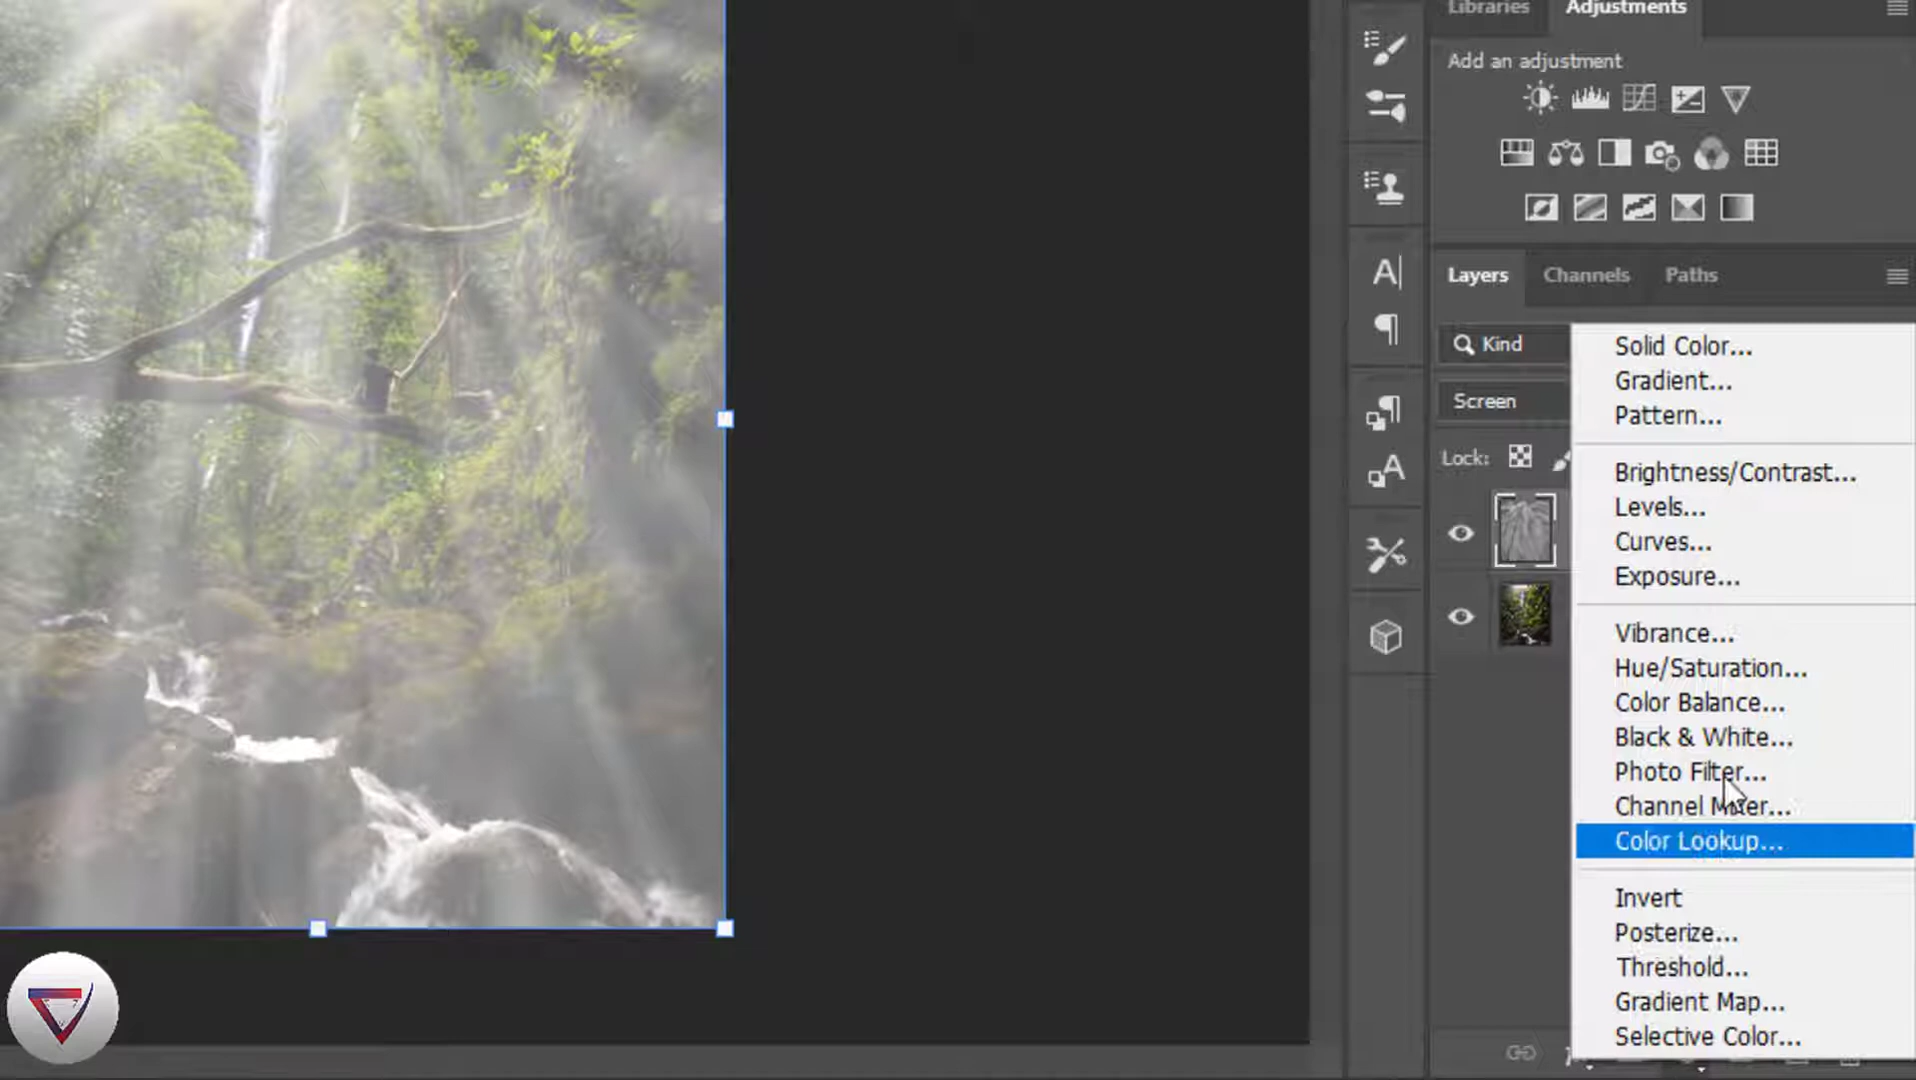 Libraries
Adjustments
Add an adjustment
Layers
Channels
Paths
Kind
Screen
Lock:
Solid Color...
Gradient...
Pattern...
Brightness/Contrast...
Levels...
Curves...
Exposure...
Vibrance...
Hue/Saturation...
Color Balance...
Black & White...
Photo Filter...
Channel Mixer...
Color Lookup...
Invert
Posterize...
Threshold...
Gradient Map...
Selective Color...